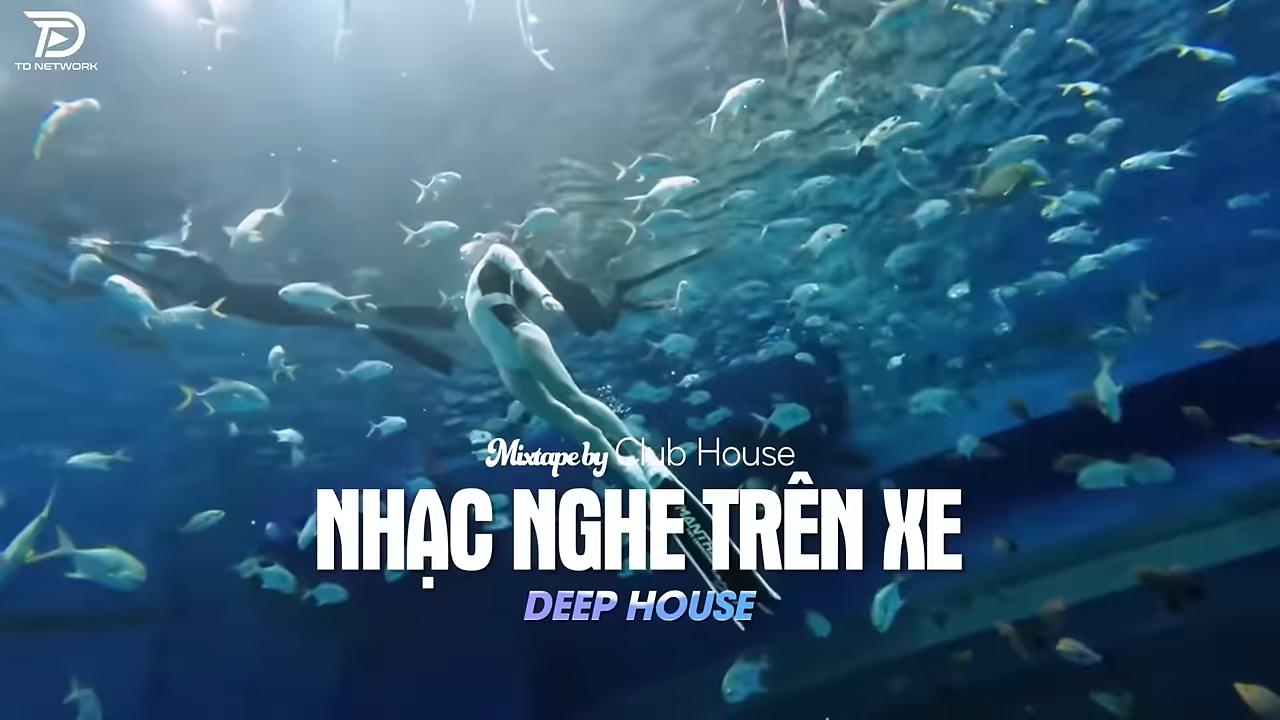 TD NETWORK
Mixtape by Club House
NHẠC NGHE TRÊN XE
DEEP HOUSE